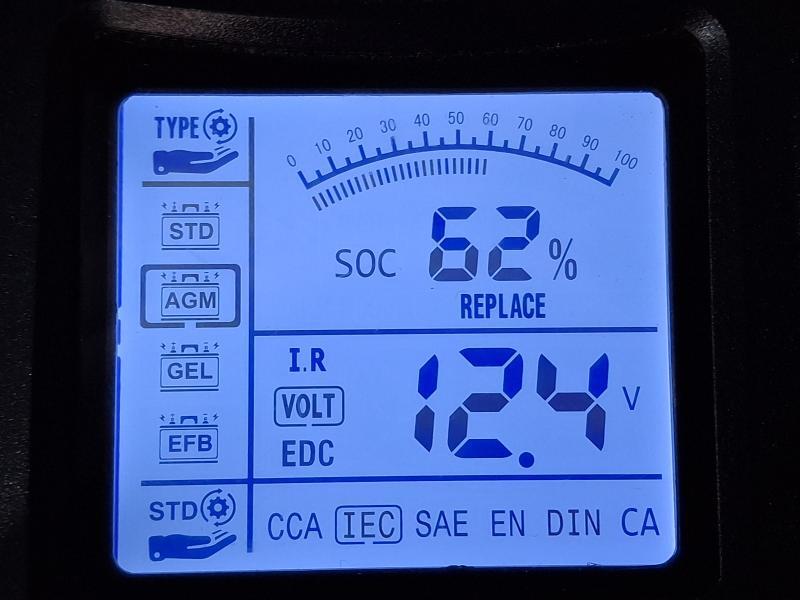 TYPE
0 10 20 30 40 50 60 70 80 90 100
STD
SOC 62 %
AGM
REPLACE
I.R
GEL
VOLT
12.4 V
EFB
EDC
STD
CCA IEC SAE EN DIN CA